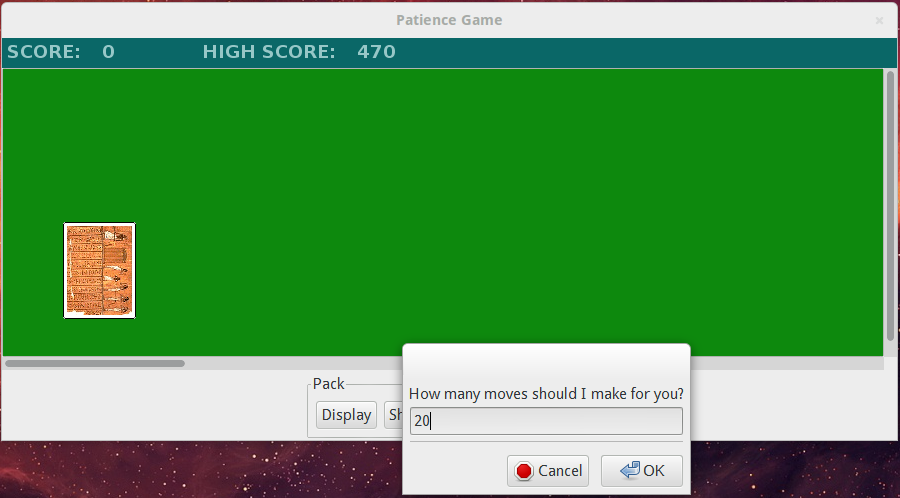 Patience Game
SCORE: 0 HIGH SCORE: 470
Pack
Display
How many moves should I make for you?
20
Cancel OK